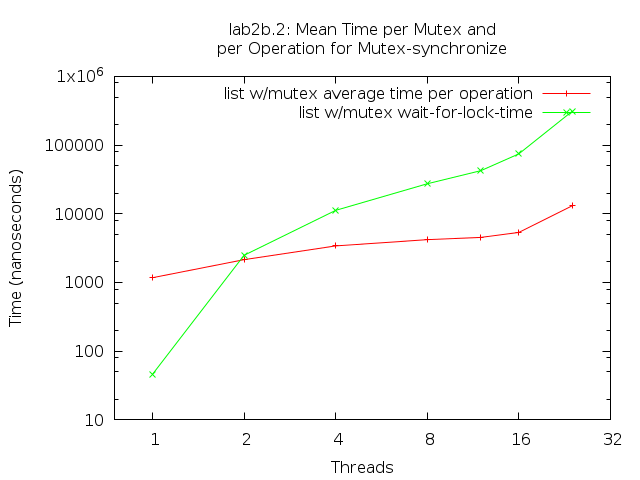 lab2b.2: Mean Time per Mutex and
per Operation for Mutex-synchronize
list w/mutex average time per operation
list w/mutex wait-for-lock-time
Time (nanoseconds)
1x10^6
100000
10000
1000
100
10
1 2 4 8 16 32
Threads